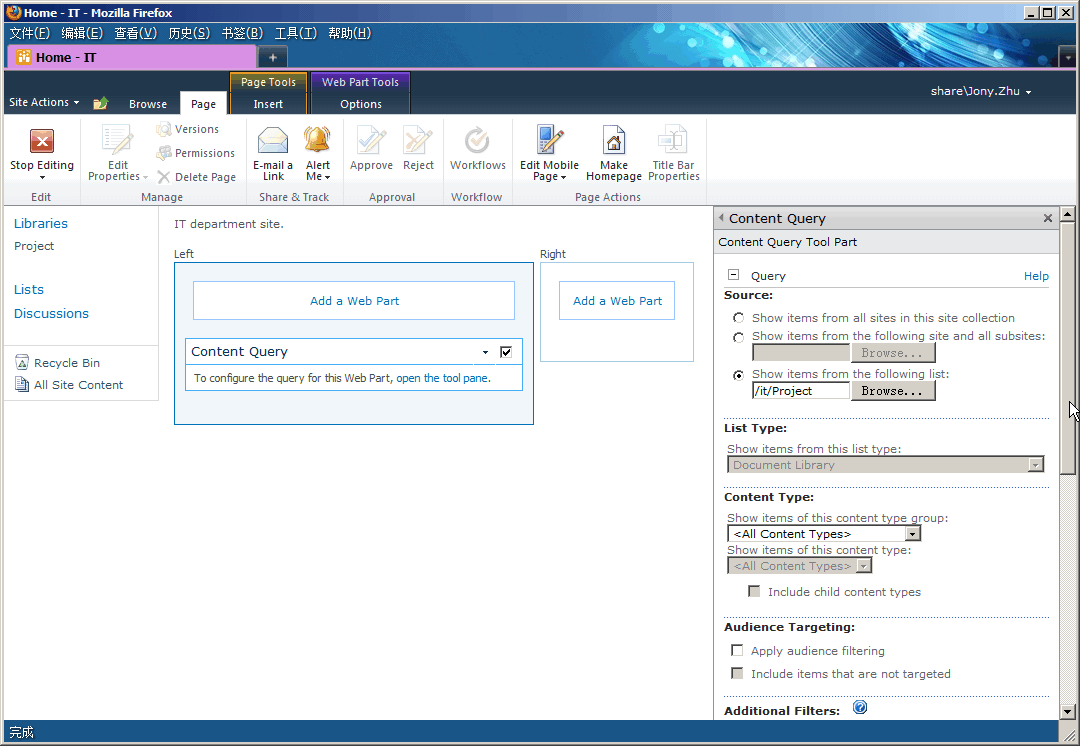 Home - IT - Mozilla Firefox
文件(F) 编辑(E) 查看(V) 历史(S) 书签(B) 工具(T) 帮助(H)
Home - IT +
Page Tools Web Part Tools
Site Actions Browse Page Insert Options share\Jony.Zhu
Stop Editing
Edit Properties
Versions
Permissions
Delete Page
E-mail a Link
Alert Me
Approve
Reject
Workflows
Edit Mobile Page
Make Homepage
Title Bar Properties
Edit Manage Share & Track Approval Workflow Page Actions
Libraries
Project
Lists
Discussions
Recycle Bin
All Site Content
IT department site.
Left
Add a Web Part
Content Query
To configure the query for this Web Part, open the tool pane.
Right
Add a Web Part
Content Query
Content Query Tool Part
Query Help
Source:
Show items from all sites in this site collection
Show items from the following site and all subsites:
Browse...
Show items from the following list:
/it/Project Browse...
List Type:
Show items from this list type:
Document Library
Content Type:
Show items of this content type group:
<All Content Types>
Show items of this content type:
<All Content Types>
Include child content types
Audience Targeting:
Apply audience filtering
Include items that are not targeted
Additional Filters: ?
完成